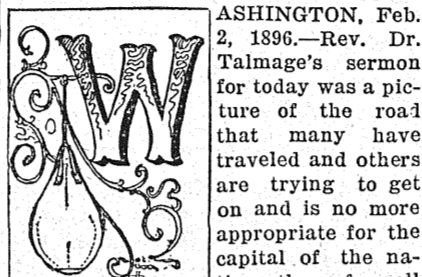 WASHINGTON, Feb.
2, 1896.—Rev. Dr.
Talmage's sermon
for today was a pic-
ture of the road
that many have
traveled and others
are trying to get
on and is no more
appropriate for the
capital of the na-